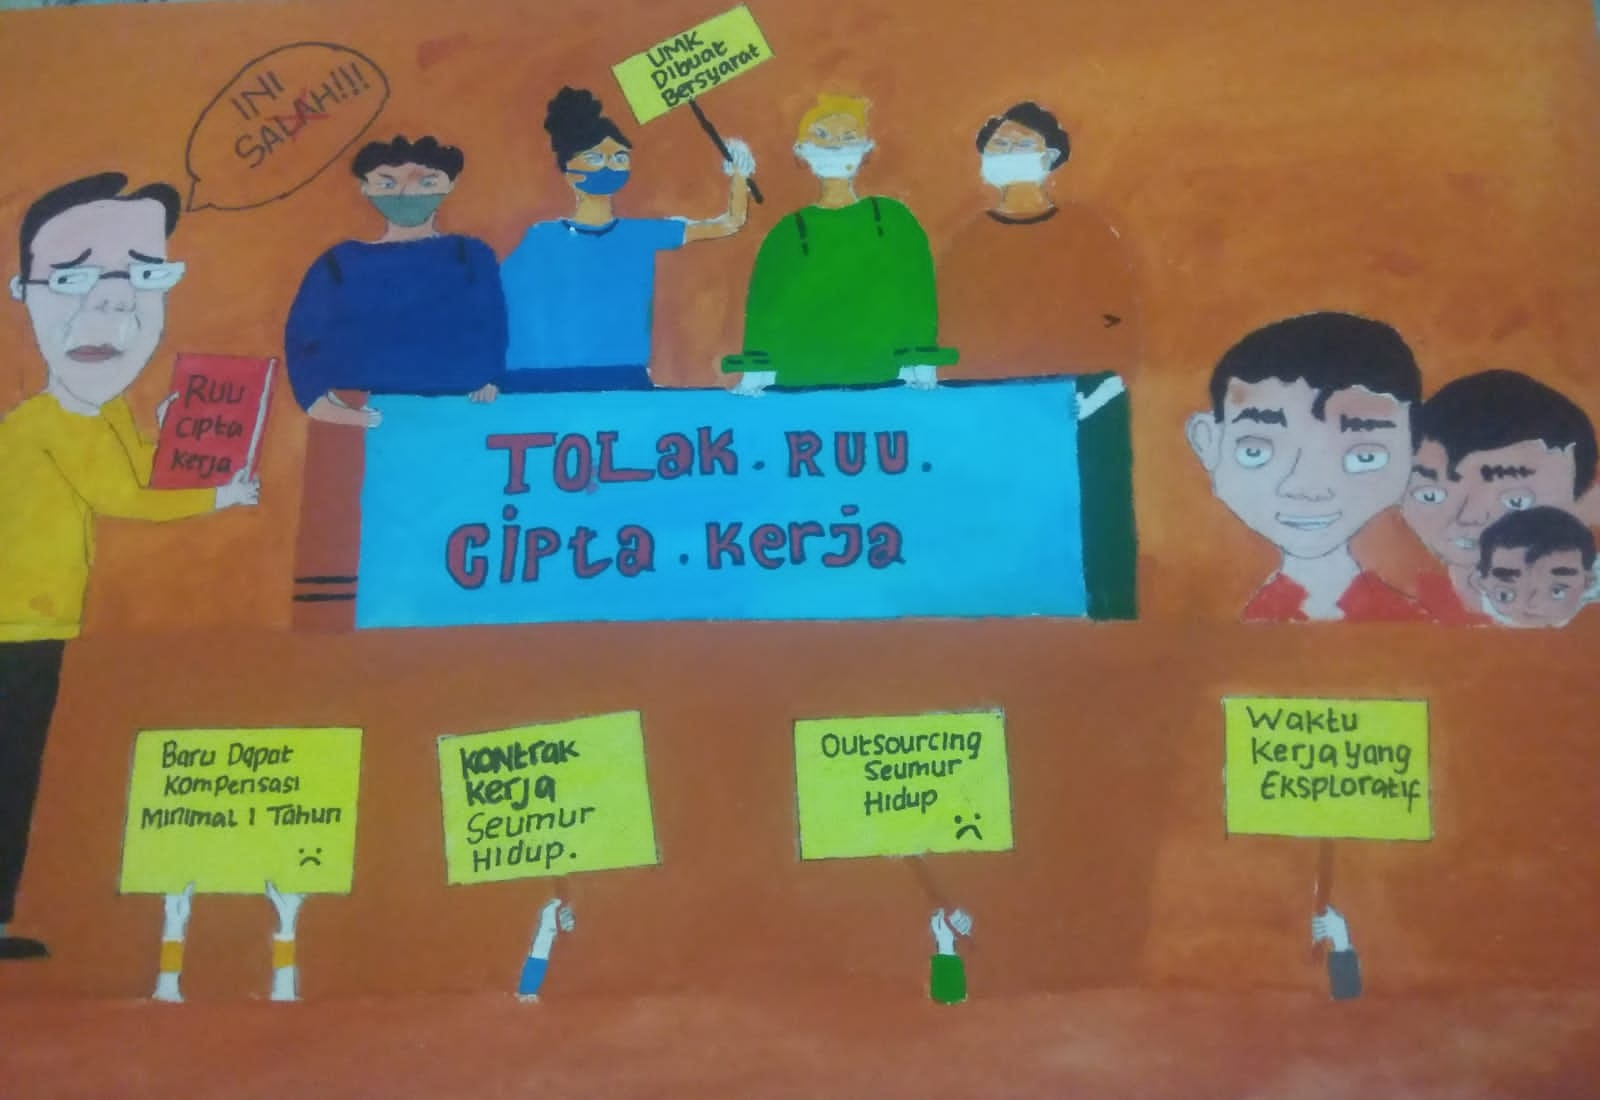 INI
SALAH!!!
UMK
Dibuat
Bersyarat
RUU
Cipta
Kerja
TOLak. RUU.
Cipta. Kerja
Baru Dapat
Kompensasi
Minimal 1 Tahun
Kontrak
Kerja
Seumur
Hidup.
Outsourcing
Seumur
Hidup
Waktu
Kerja yang
Eksploratif